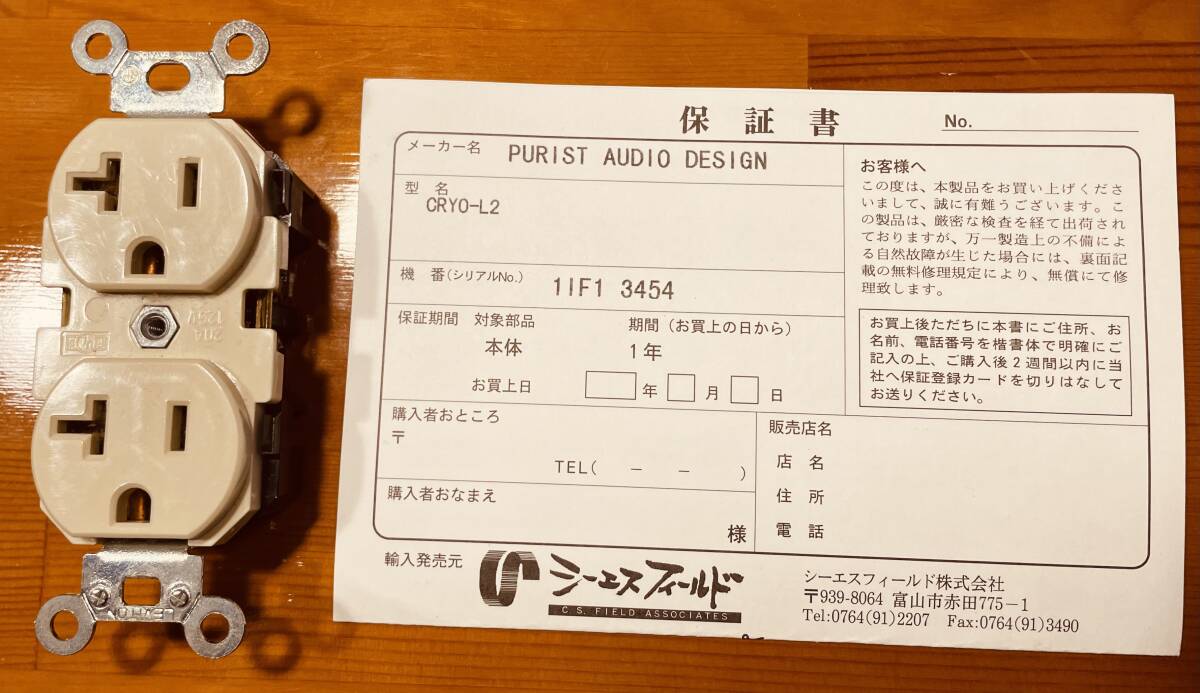 20A
125V
LEVITON
保証書
No.
メーカー名 PURIST AUDIO DESIGN
型名
CRYO-L2
機番(シリアルNo.) 1IF1 3454
保証期間 対象部品 期間(お買上の日から)
本体 1年
お買上日 年 月 日
購入者おところ
〒
TEL( － － )
購入者おなまえ
様
お客様へ
この度は、本製品をお買い上げくださ
いまして、誠に有難うございます。こ
の製品は、厳密な検査を経て出荷され
ておりますが、万一製造上の不備によ
る自然故障が生じた場合には、裏面記
載の無料修理規定により、無償にて修
理致します。
お買上後ただちに本書にご住所、お
名前、電話番号を楷書体で明確にご
記入の上、ご購入後2週間以内に当
社へ保証登録カードを切りはなして
お送りください。
販売店名
店名
住所
電話
輸入発売元
シーエスフィールド
C.S. FIELD ASSOCIATES
シーエスフィールド株式会社
〒939-8064 富山市赤田775－1
Tel:0764(91)2207 Fax:0764(91)3490